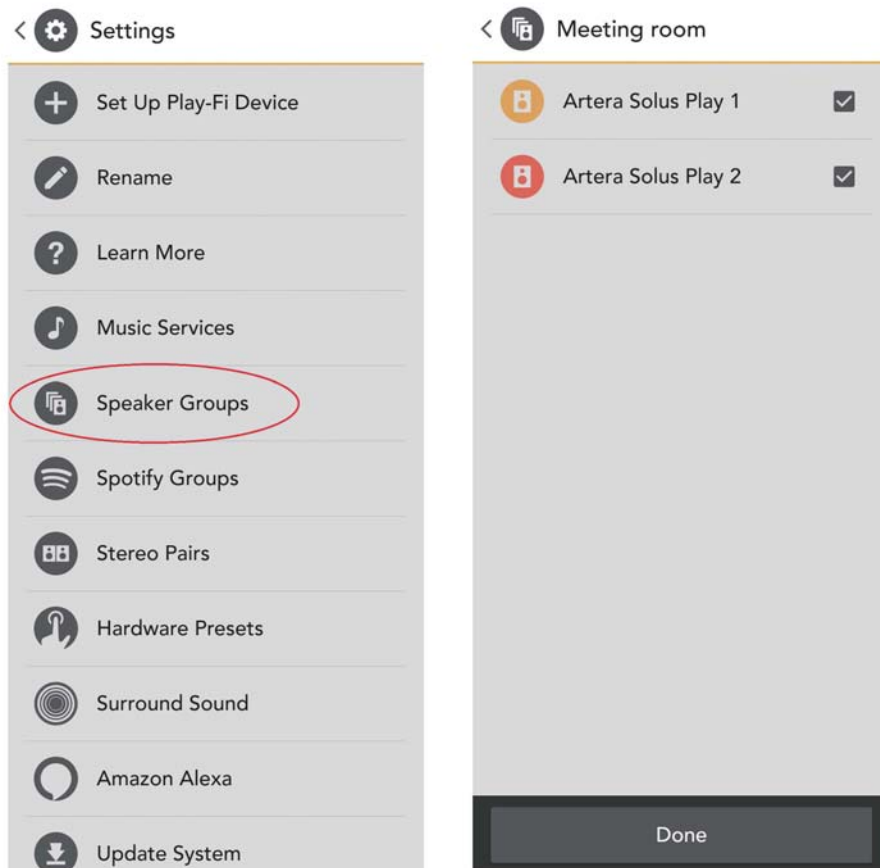 Settings
Set Up Play-Fi Device
Rename
Learn More
Music Services
Speaker Groups
Spotify Groups
Stereo Pairs
Hardware Presets
Surround Sound
Amazon Alexa
Update System
Meeting room
Artera Solus Play 1
Artera Solus Play 2
Done